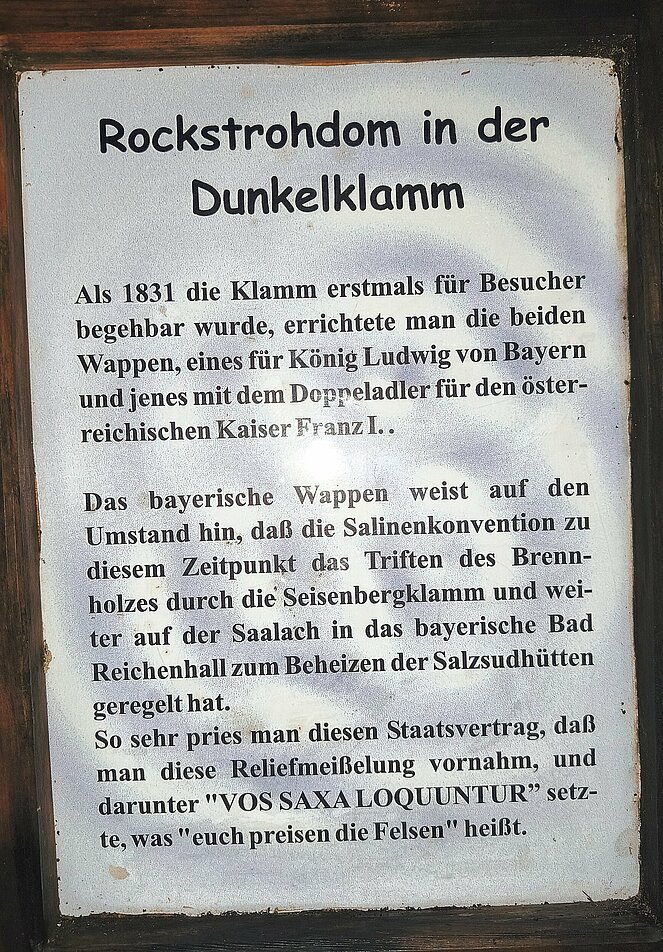 Rockstrohdom in der
Dunkelklamm
Als 1831 die Klamm erstmals für Besucher
begehbar wurde, errichtete man die beiden
Wappen, eines für König Ludwig von Bayern
und jenes mit dem Doppeladler für den öster-
reichischen Kaiser Franz I. .
Das bayerische Wappen weist auf den
Umstand hin, daß die Salinenkonvention zu
diesem Zeitpunkt das Triften des Brenn-
holzes durch die Seisenbergklamm und wei-
ter auf der Saalach in das bayerische Bad
Reichenhall zum Beheizen der Salzsudhütten
geregelt hat.
So sehr pries man diesen Staatsvertrag, daß
man diese Reliefmeißelung vornahm, und
darunter "VOS SAXA LOQUUNTUR” setz-
te, was "euch preisen die Felsen" heißt.